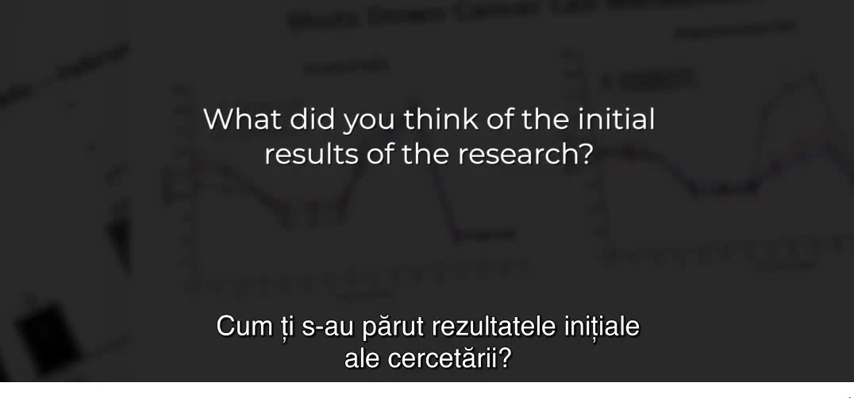 What did you think of the initial
results of the research?
Cum ți s-au părut rezultatele inițiale
ale cercetării?